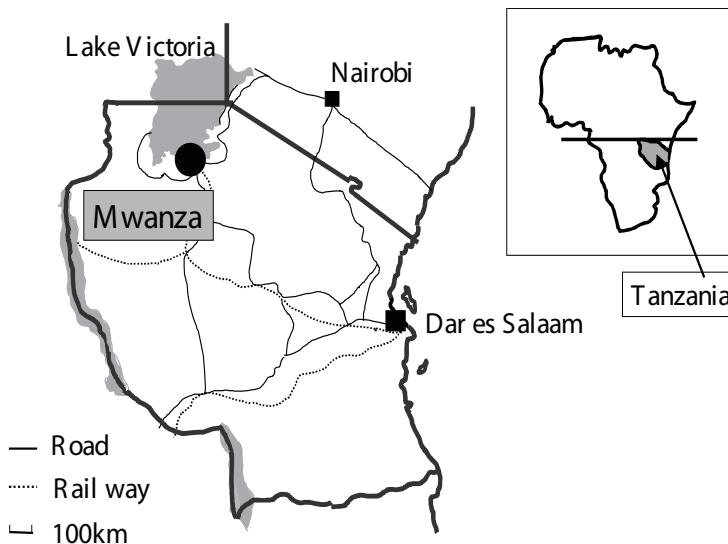 Lake Victoria
Nairobi
Mwanza
Tanzania
Dar es Salaam
Road
Rail way
100km